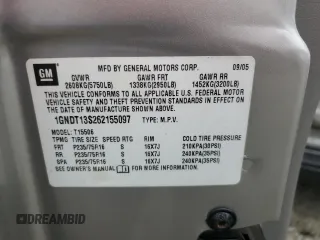 GM
MFD BY GENERAL MOTORS CORP. 09/05
GVWR GAWR FRT GAWR RR
2608KG(5750LB) 1338KG(2950LB) 1452KG(3200LB)
THIS VEHICLE CONFORMS TO ALL APPLICABLE U.S. FEDERAL MOTOR
VEHICLE SAFETY AND THEFT PREVENTION STANDARDS IN EFFECT
ON THE DATE OF MANUFACTURE SHOWN ABOVE.
1GNDT13S262155097 TYPE: M.P.V.
MODEL: T15506
TPMG TIRE SIZE SPEED RTG RIM COLD TIRE PRESSURE
FRT P235/75R16 S 16X7J 210KPA(30PSI)
RR P235/75R16 S 16X7J 240KPA(35PSI)
SPA P235/75R16 S 16X7J 240KPA(35PSI)
SEE OWNER'S MANUAL FOR ADDITIONAL INFORMATION.
DREAMBID